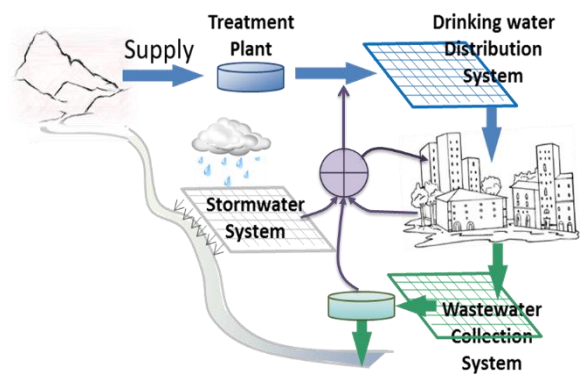 Supply
Treatment
Plant
Drinking water
Distribution
System
Stormwater
System
Wastewater
Collection
System